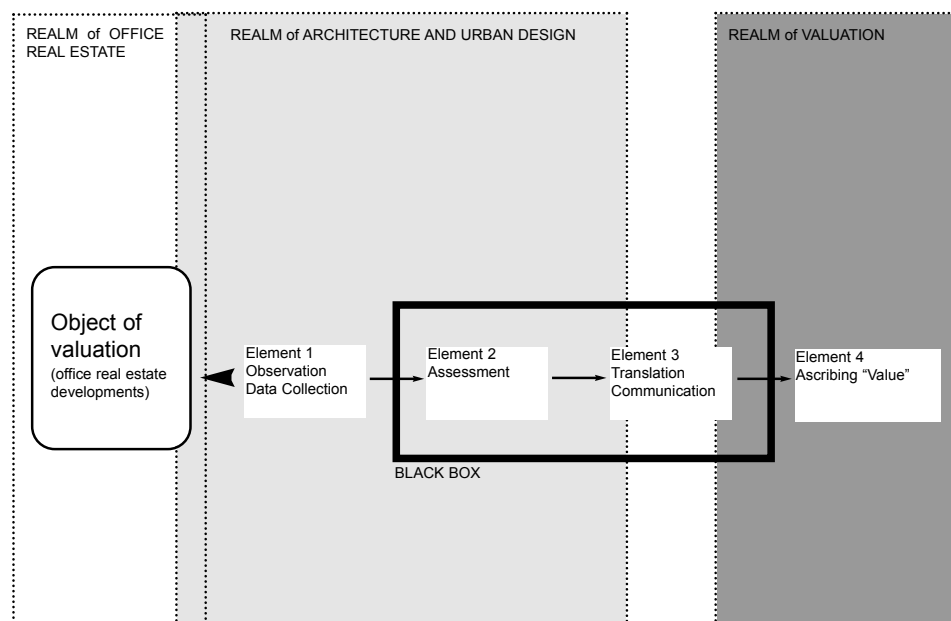 REALM of OFFICE
REAL ESTATE
REALM of ARCHITECTURE AND URBAN DESIGN
REALM of VALUATION
Object of
valuation
(office real estate
developments)
Element 1
Observation
Data Collection
Element 2
Assessment
Element 3
Translation
Communication
Element 4
Ascribing “Value”
BLACK BOX